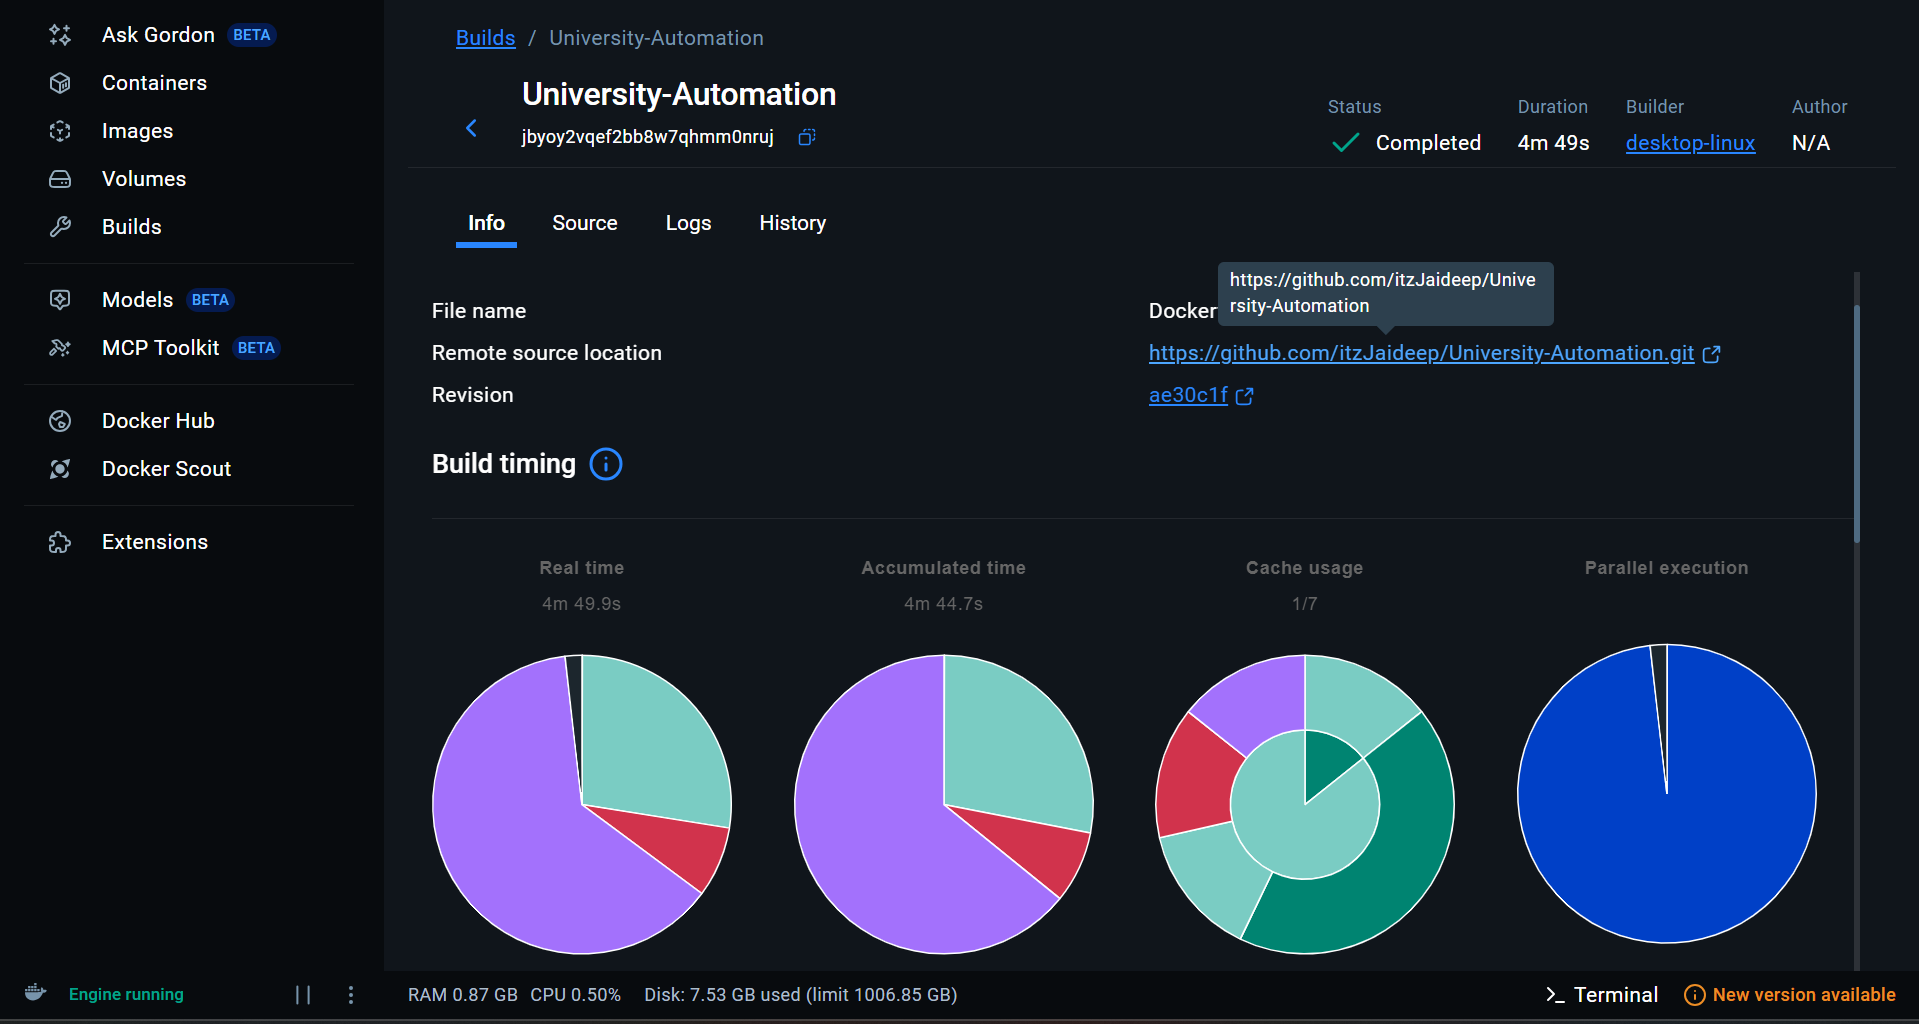 Ask Gordon BETA
Containers
Images
Volumes
Builds
Models BETA
MCP Toolkit BETA
Docker Hub
Docker Scout
Extensions
Builds / University-Automation
University-Automation
jbyoy2vqef2bb8w7qhmm0nruj
Status
Completed
Duration
4m 49s
Builder
desktop-linux
Author
N/A
Info Source Logs History
https://github.com/itzJaideep/Unive
rsity-Automation
File name Docker
Remote source location https://github.com/itzJaideep/University-Automation.git
Revision ae30c1f
Build timing
Real time
4m 49.9s
Accumulated time
4m 44.7s
Cache usage
1/7
Parallel execution
Engine running
RAM 0.87 GB CPU 0.50% Disk: 7.53 GB used (limit 1006.85 GB)
>_ Terminal
New version available